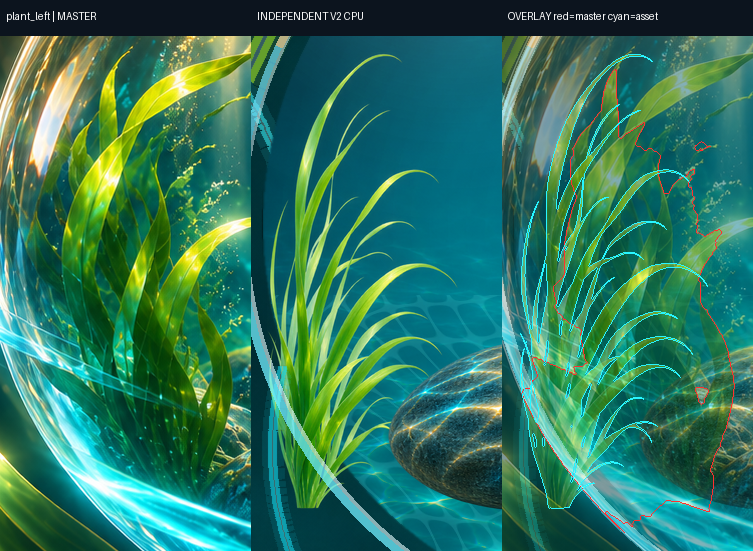 plant_left | MASTER
INDEPENDENT V2 CPU
OVERLAY red=master cyan=asset